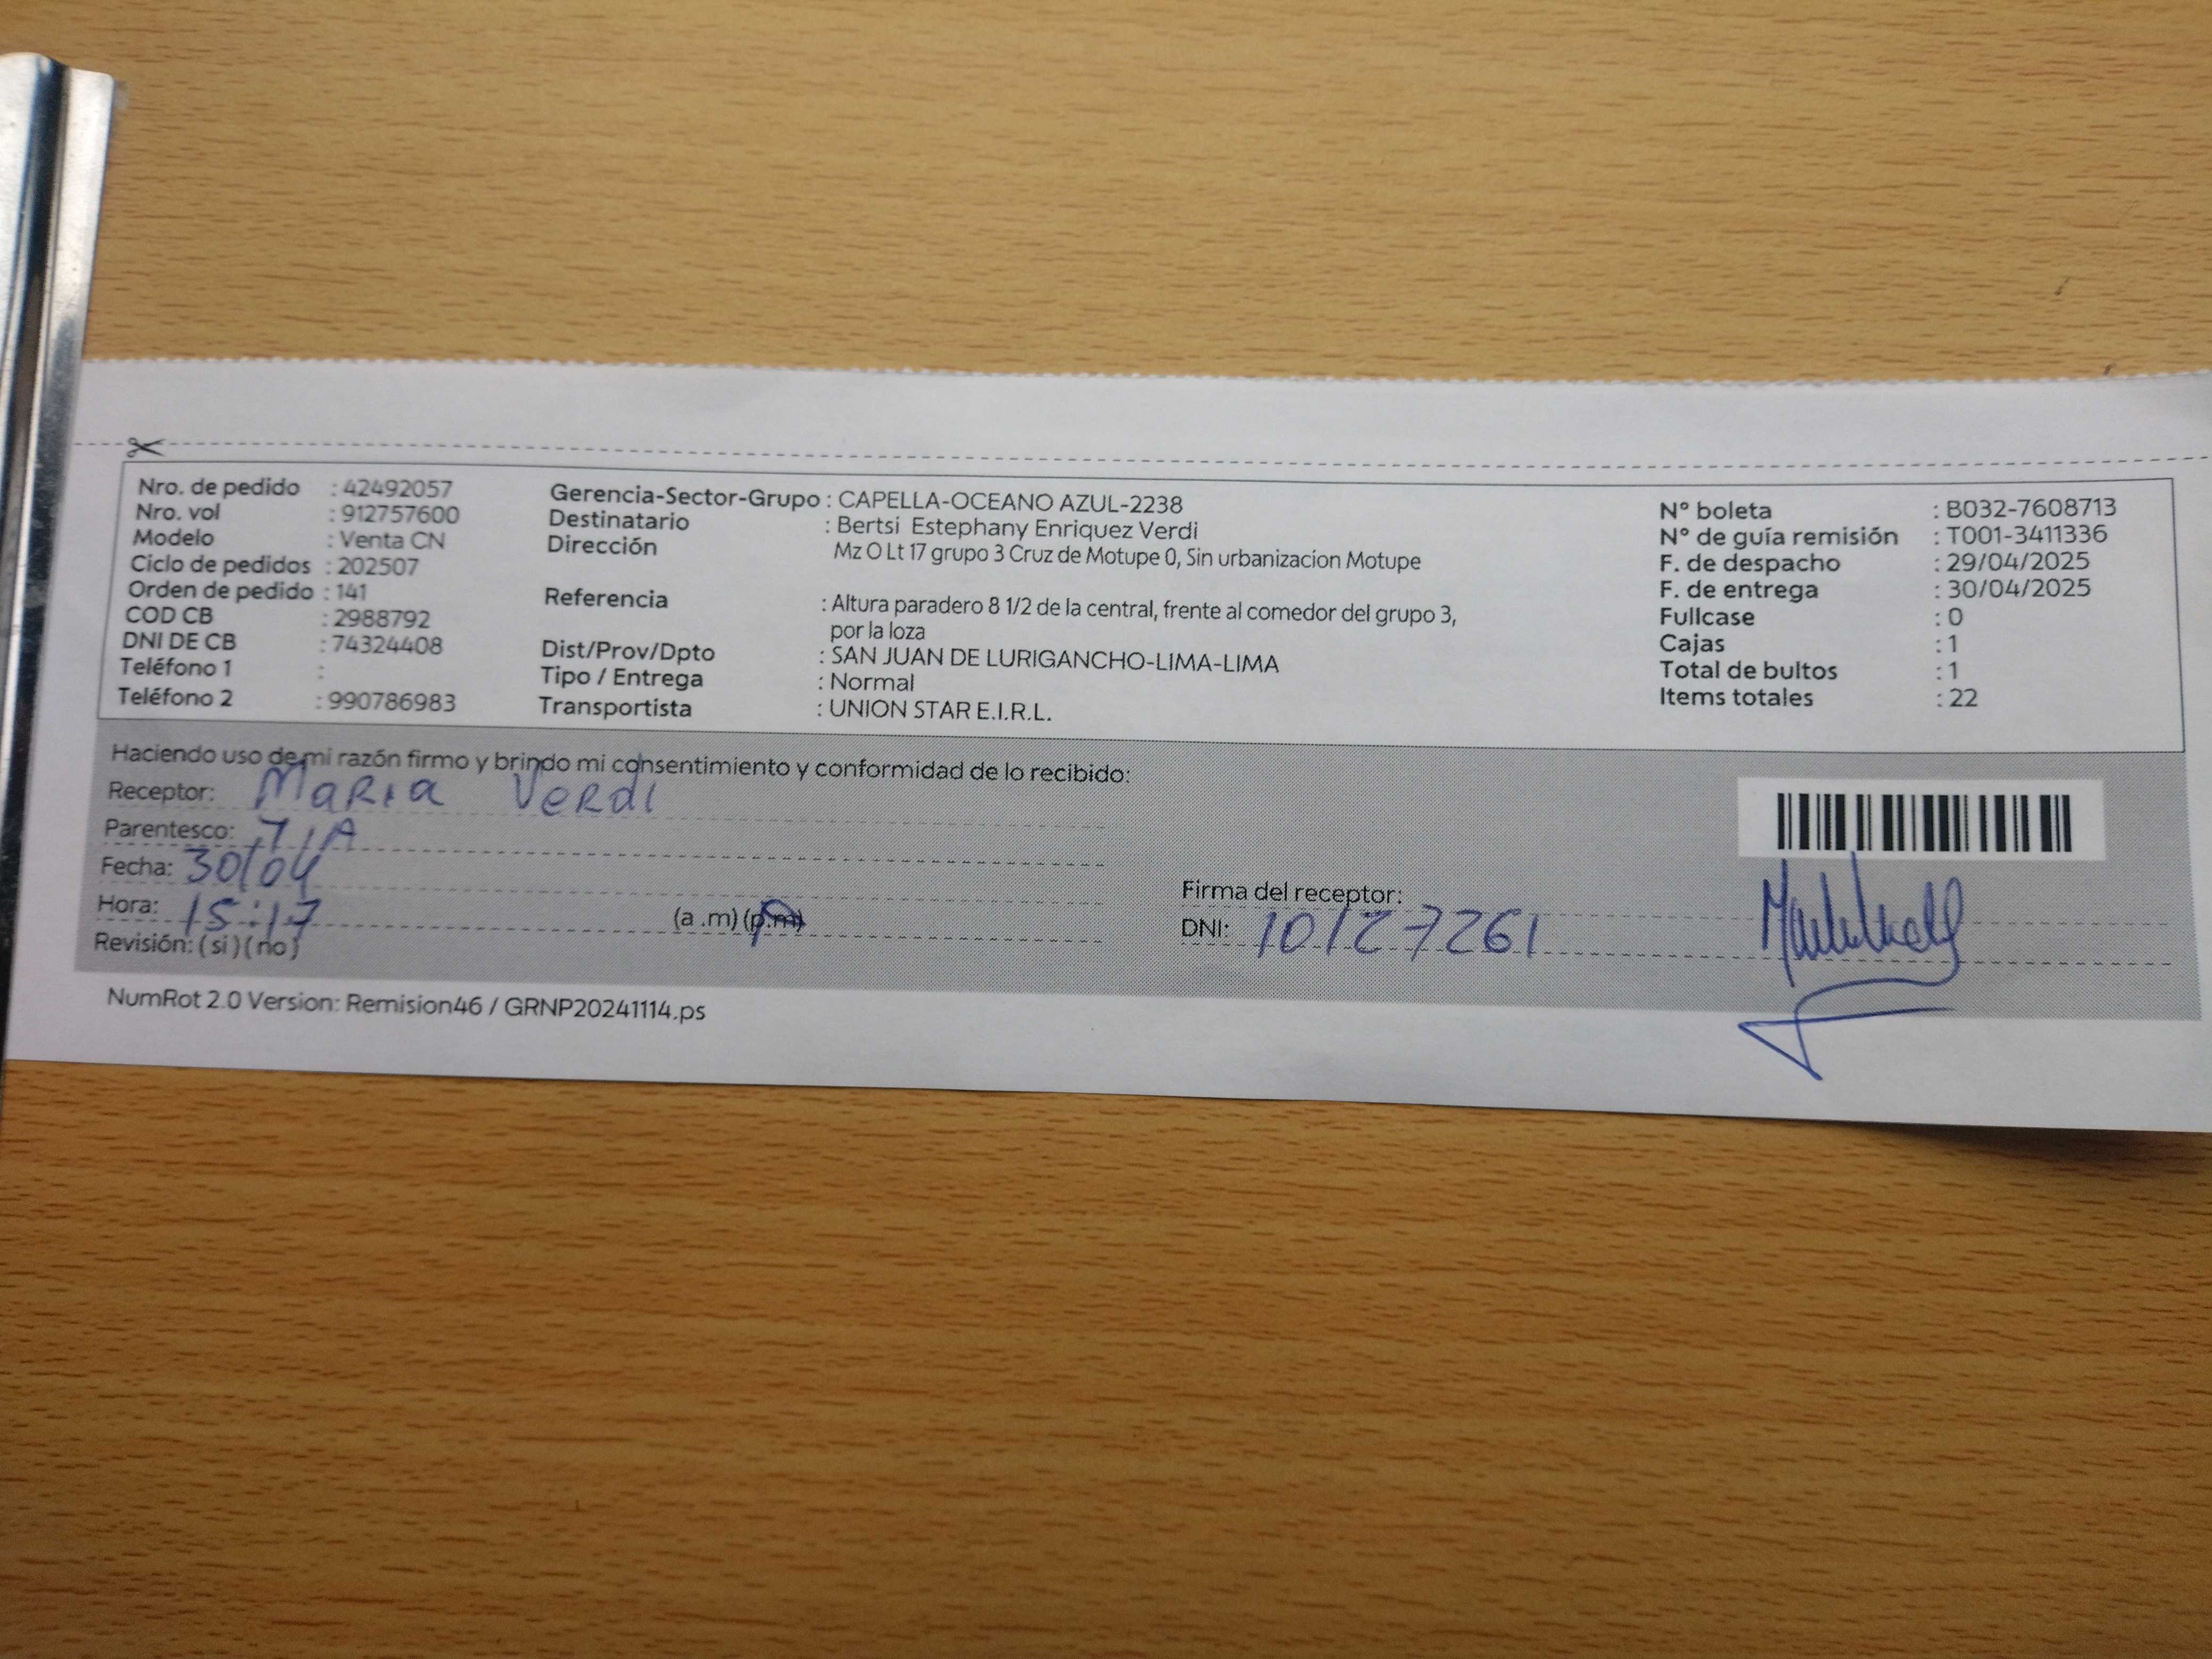 Nro. de pedido : 42492057
Nro. vol : 912757600
Modelo : Venta CN
Ciclo de pedidos : 202507
Orden de pedido : 141
COD CB : 2988792
DNI DE CB : 74324408
Teléfono 1 :
Teléfono 2 : 990786983
Gerencia-Sector-Grupo : CAPELLA-OCEANO AZUL-2238
Destinatario : Bertsi Estephany Enriquez Verdi
Dirección Mz O Lt 17 grupo 3 Cruz de Motupe 0, Sin urbanizacion Motupe
Referencia : Altura paradero 8 1/2 de la central, frente al comedor del grupo 3,
por la loza
Dist/Prov/Dpto : SAN JUAN DE LURIGANCHO-LIMA-LIMA
Tipo / Entrega : Normal
Transportista : UNION STAR E.I.R.L.
N° boleta : B032-7608713
N° de guía remisión : T001-3411336
F. de despacho : 29/04/2025
F. de entrega : 30/04/2025
Fullcase : 0
Cajas : 1
Total de bultos : 1
Items totales : 22
Haciendo uso de mi razón firmo y brindo mi consentimiento y conformidad de lo recibido:
Receptor: Maria Verdi
Parentesco: TIA
Fecha: 30/04
Hora: 15:17 (a .m) (p.m)
Revisión: (si) (no)
Firma del receptor:
DNI: 10127261
NumRot 2.0 Version: Remision46 / GRNP20241114.ps